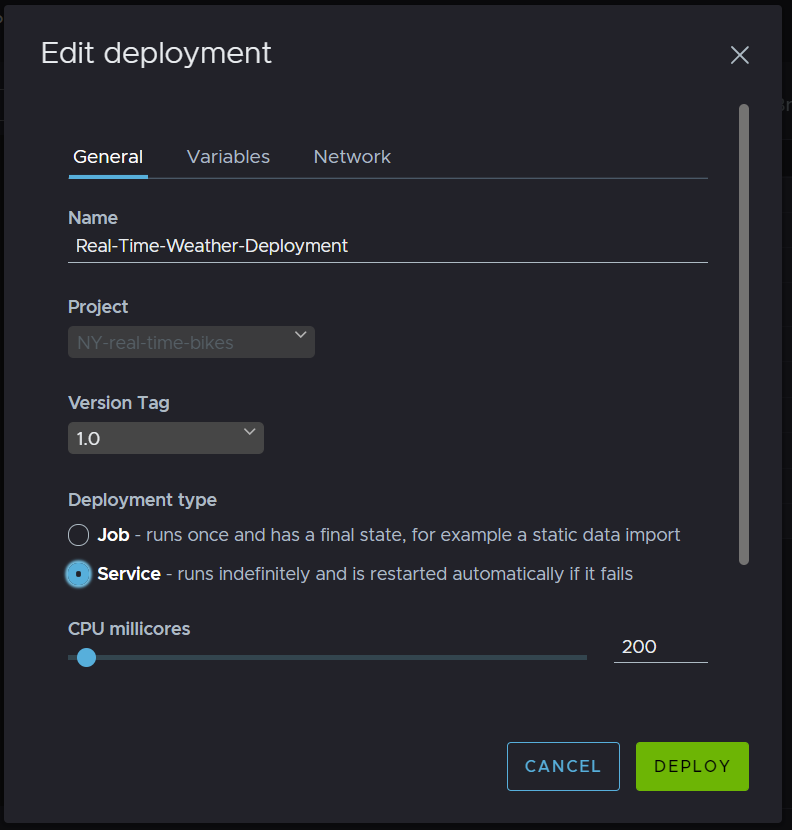 Edit deployment
General Variables Network
Name
Real-Time-Weather-Deployment
Project
NY-real-time-bikes
Version Tag
1.0
Deployment type
Job - runs once and has a final state, for example a static data import
Service - runs indefinitely and is restarted automatically if it fails
CPU millicores
200
CANCEL DEPLOY